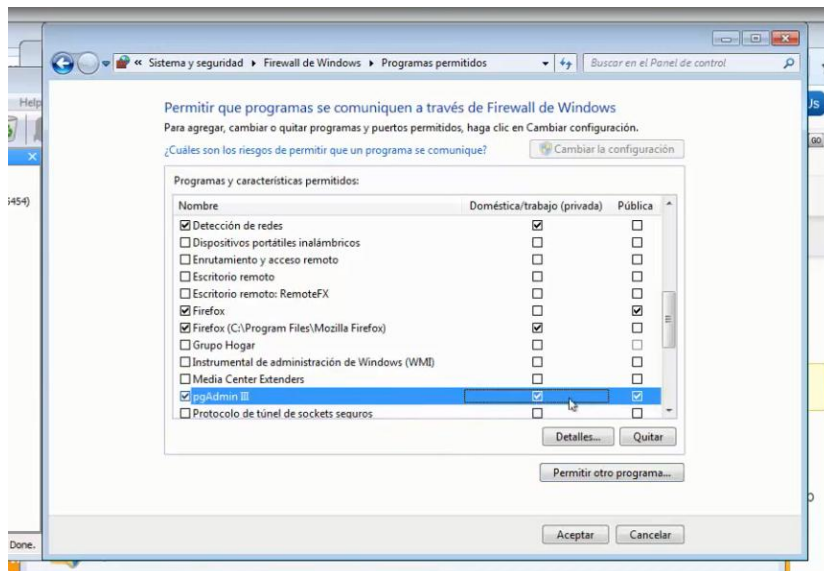 Sistema y seguridad ▸ Firewall de Windows ▸ Programas permitidos
Buscar en el Panel de control
Help
Us
GO
Permitir que programas se comuniquen a través de Firewall de Windows
Para agregar, cambiar o quitar programas y puertos permitidos, haga clic en Cambiar configuración.
¿Cuáles son los riesgos de permitir que un programa se comunique?
Cambiar la configuración
Programas y características permitidos:
5454)
Nombre Doméstica/trabajo (privada) Pública
Detección de redes
Dispositivos portátiles inalámbricos
Enrutamiento y acceso remoto
Escritorio remoto
Escritorio remoto: RemoteFX
Firefox
Firefox (C:\Program Files\Mozilla Firefox)
Grupo Hogar
Instrumental de administración de Windows (WMI)
Media Center Extenders
pgAdmin III
Protocolo de túnel de sockets seguros
Detalles... Quitar
Permitir otro programa...
Aceptar Cancelar
Done.